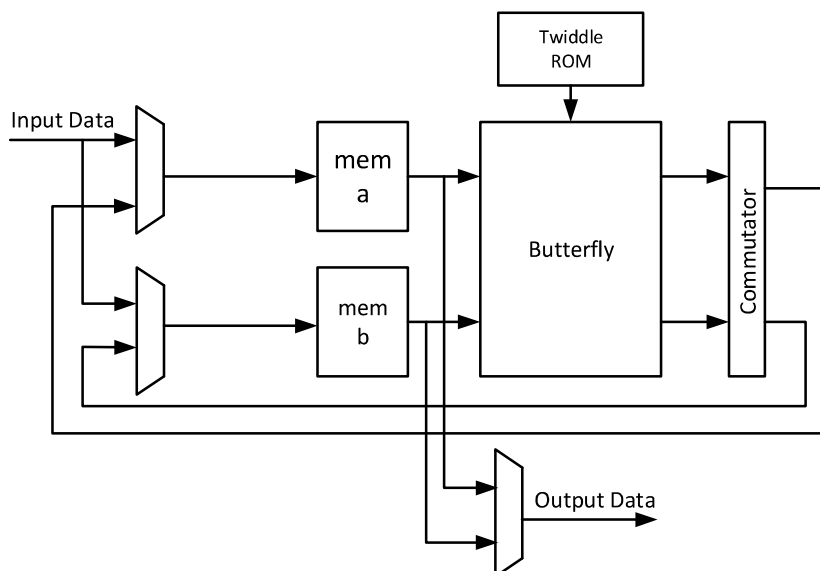 Twiddle
ROM
Input Data
mem
a
Butterfly
Commutator
mem
b
Output Data